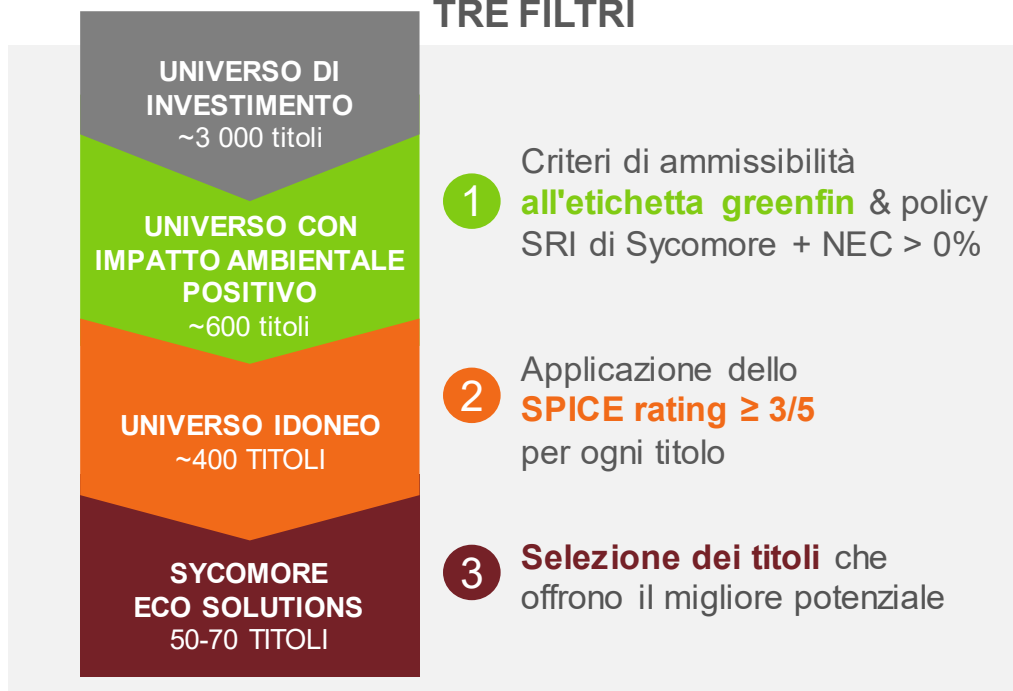 TRE FILTRI
UNIVERSO DI
INVESTIMENTO
~3 000 titoli
UNIVERSO CON
IMPATTO AMBIENTALE
POSITIVO
~600 titoli
UNIVERSO IDONEO
~400 TITOLI
SYCOMORE
ECO SOLUTIONS
50-70 TITOLI
1
Criteri di ammissibilità
all'etichetta greenfin & policy
SRI di Sycomore + NEC > 0%
2
Applicazione dello
SPICE rating ≥ 3/5
per ogni titolo
3
Selezione dei titoli che
offrono il migliore potenziale